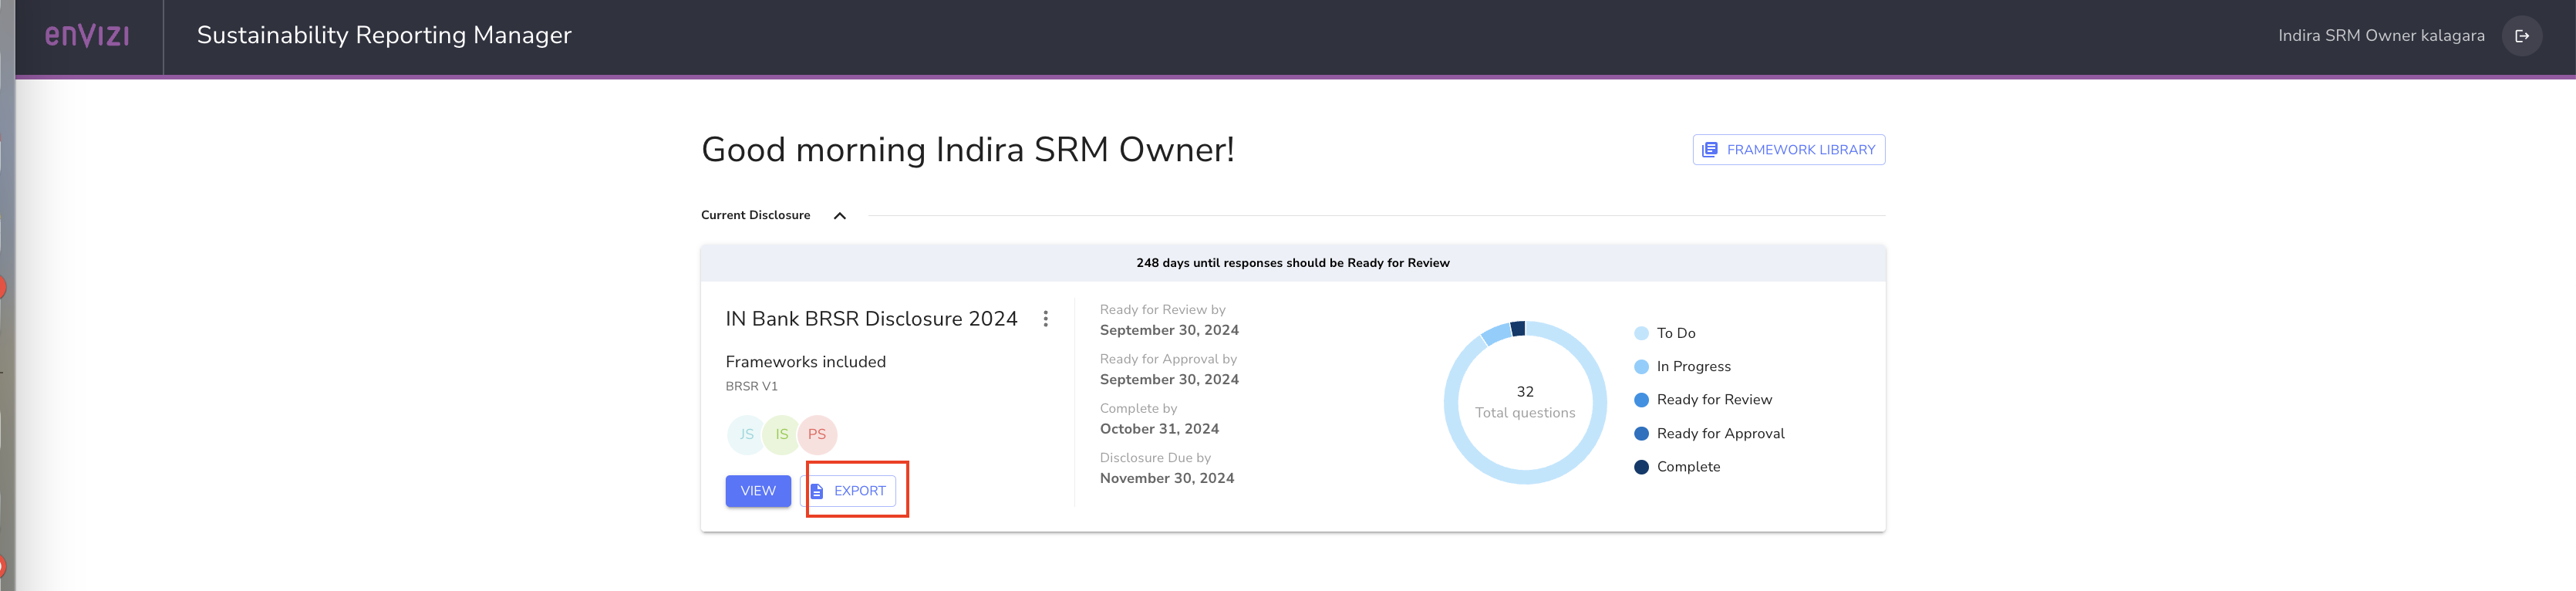 enVIZI
Sustainability Reporting Manager
Indira SRM Owner kalagara
Good morning Indira SRM Owner!
FRAMEWORK LIBRARY
Current Disclosure
248 days until responses should be Ready for Review
IN Bank BRSR Disclosure 2024
Frameworks included
BRSR V1
JS IS PS
VIEW EXPORT
Ready for Review by
September 30, 2024
Ready for Approval by
September 30, 2024
Complete by
October 31, 2024
Disclosure Due by
November 30, 2024
32
Total questions
To Do
In Progress
Ready for Review
Ready for Approval
Complete